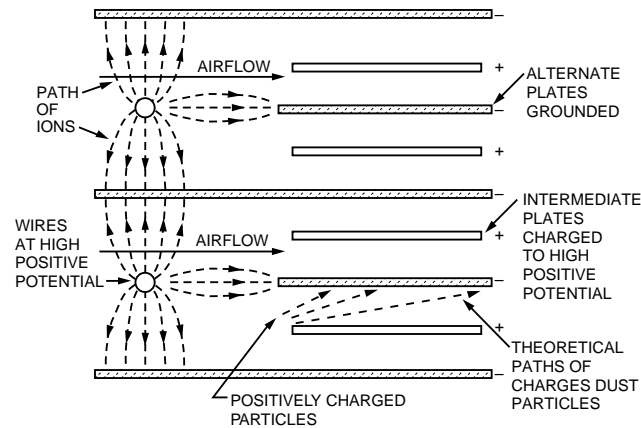 −
AIRFLOW
+
PATH
OF
IONS
ALTERNATE
PLATES
GROUNDED
−
+
−
WIRES
AT HIGH
POSITIVE
POTENTIAL
AIRFLOW
+
INTERMEDIATE
PLATES
CHARGED
TO HIGH
POSITIVE
POTENTIAL
−
+
THEORETICAL
PATHS OF
CHARGES DUST
PARTICLES
−
POSITIVELY CHARGED
PARTICLES